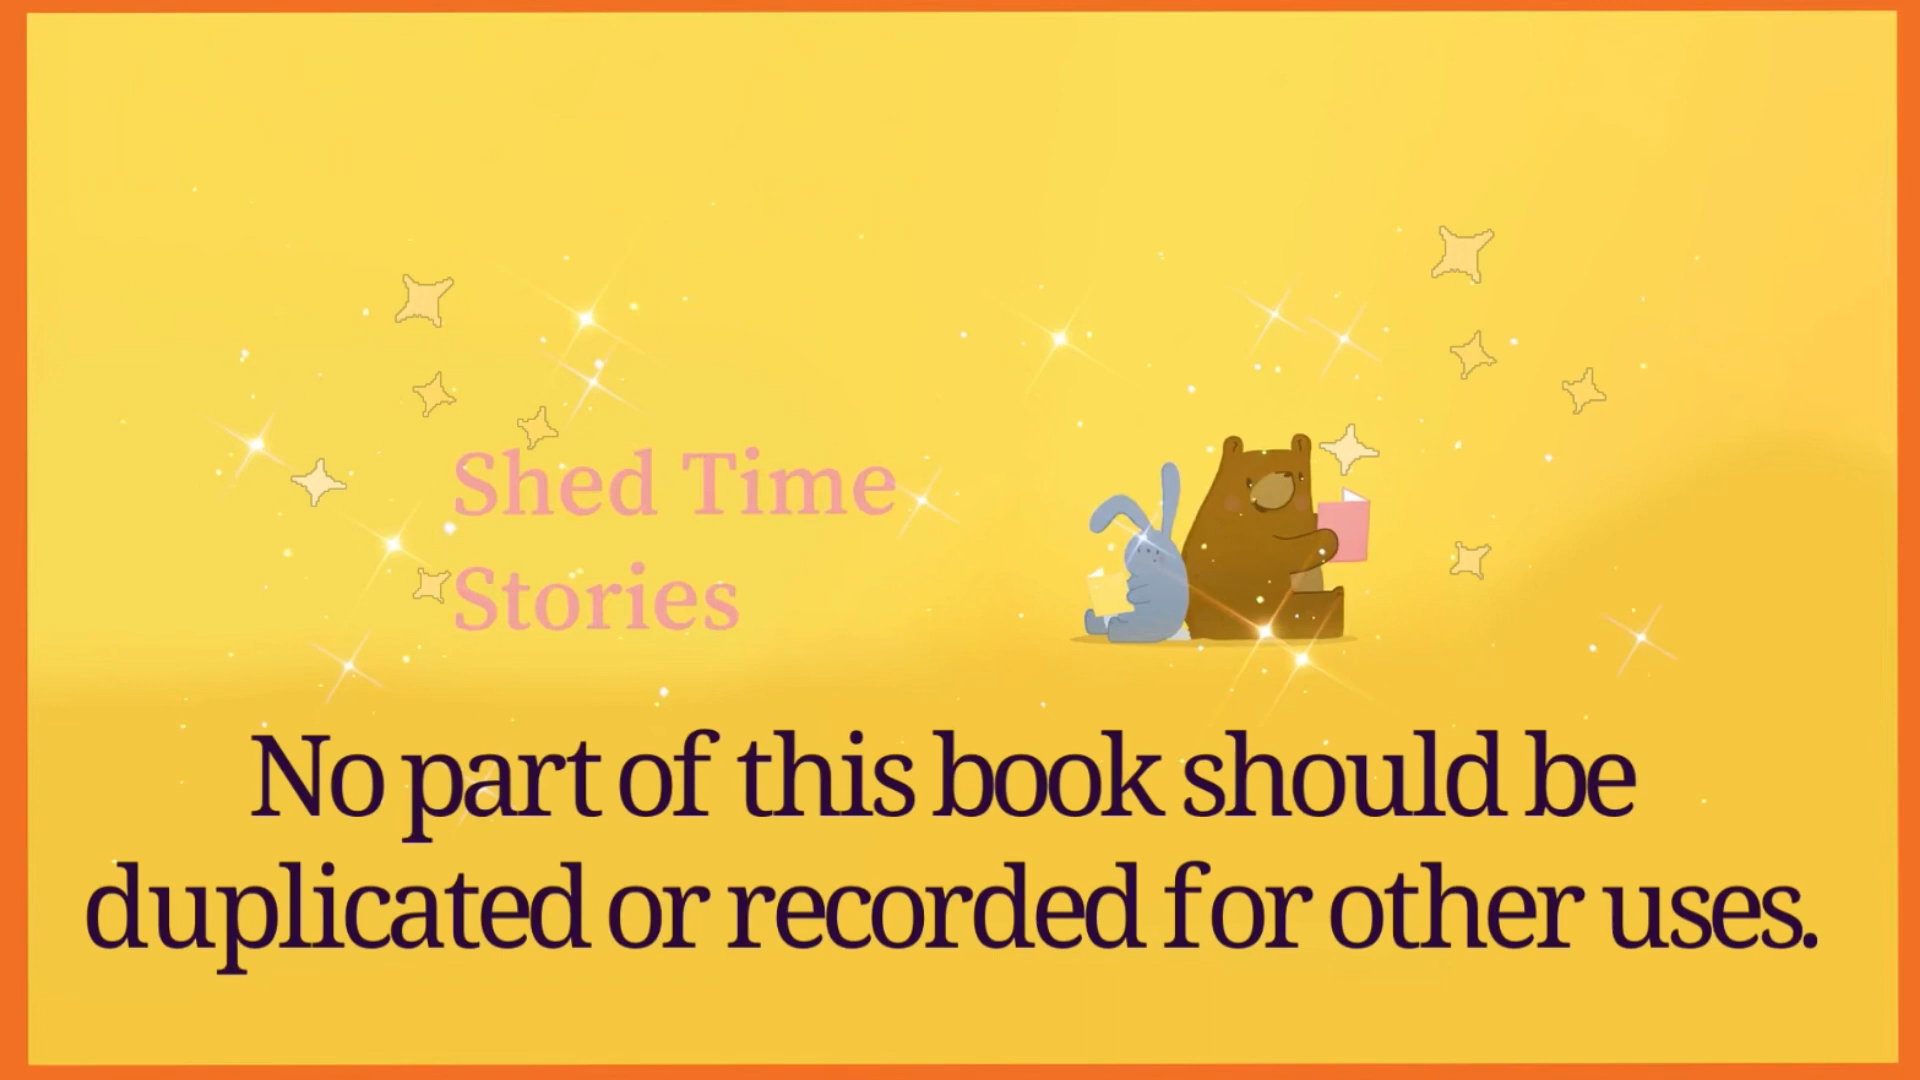 Shed Time
Stories
No part of this book should be
duplicated or recorded for other uses.